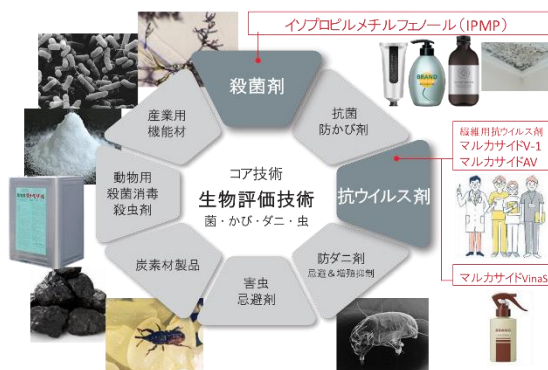 イソプロピルメチルフェノール（IPMP）
殺菌剤
産業用
機能材
抗菌
防かび剤
BRAND
繊維用抗ウイルス剤
マルカサイドV-1
マルカサイドAV
動物用
殺菌消毒
殺虫剤
コア技術
生物評価技術
菌・かび・ダニ・虫
抗ウイルス剤
炭素材製品
害虫
忌避剤
防ダニ剤
忌避&増殖抑制
マルカサイドVinaS
BRAND